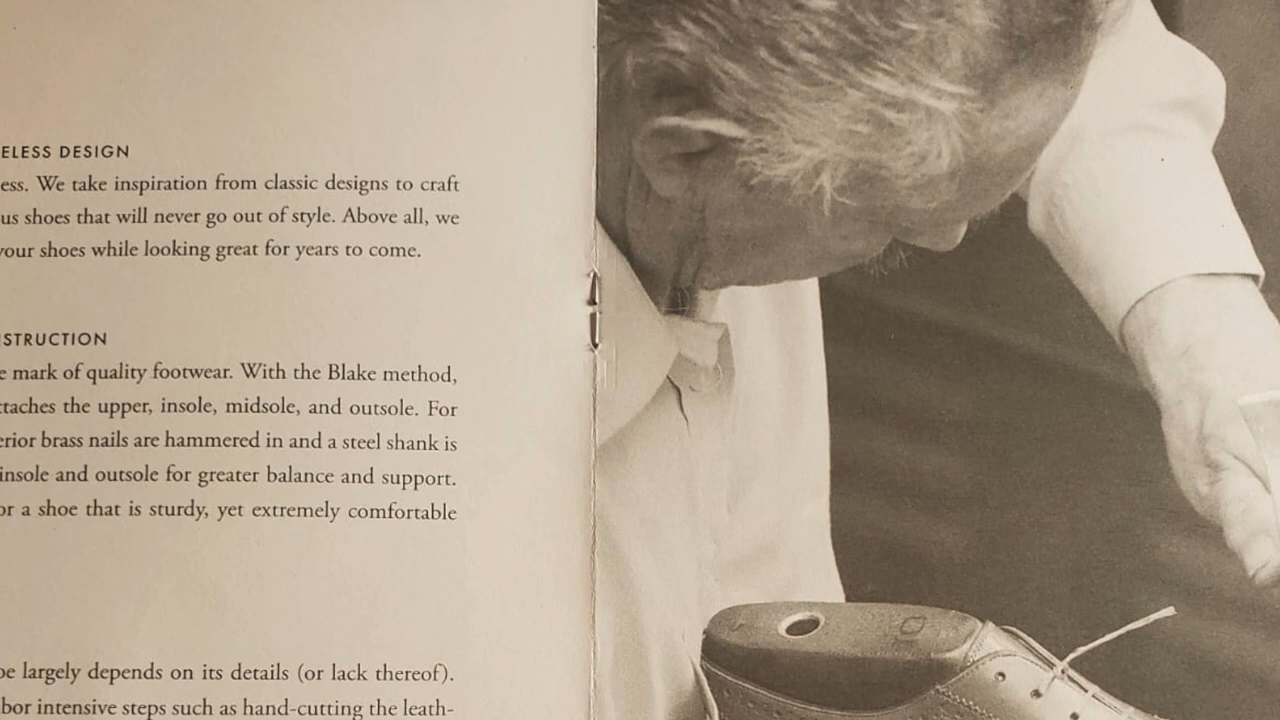 ELESS DESIGN
ess. We take inspiration from classic designs to craft
us shoes that will never go out of style. Above all, we
your shoes while looking great for years to come.
STRUCTION
e mark of quality footwear. With the Blake method,
ttaches the upper, insole, midsole, and outsole. For
erior brass nails are hammered in and a steel shank is
insole and outsole for greater balance and support.
or a shoe that is sturdy, yet extremely comfortable
oe largely depends on its details (or lack thereof).
bor intensive steps such as hand-cutting the leath-